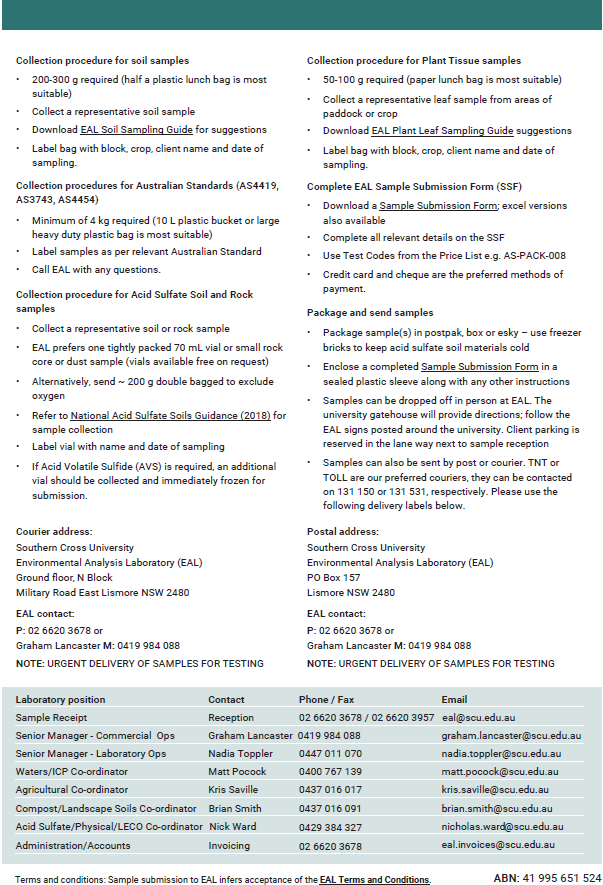 Collection procedure for soil samples
• 200-300 g required (half a plastic lunch bag is most
suitable)
• Collect a representative soil sample
• Download EAL Soil Sampling Guide for suggestions
• Label bag with block, crop, client name and date of
sampling.
Collection procedures for Australian Standards (AS4419,
AS3743, AS4454)
• Minimum of 4 kg required (10 L plastic bucket or large
heavy duty plastic bag is most suitable)
• Label samples as per relevant Australian Standard
• Call EAL with any questions.
Collection procedure for Acid Sulfate Soil and Rock
samples
• Collect a representative soil or rock sample
• EAL prefers one tightly packed 70 mL vial or small rock
core or dust sample (vials available free on request)
• Alternatively, send ~ 200 g double bagged to exclude
oxygen
• Refer to National Acid Sulfate Soils Guidance (2018) for
sample collection
• Label vial with name and date of sampling
• If Acid Volatile Sulfide (AVS) is required, an additional
vial should be collected and immediately frozen for
submission.
Collection procedure for Plant Tissue samples
• 50-100 g required (paper lunch bag is most suitable)
• Collect a representative leaf sample from areas of
paddock or crop
• Download EAL Plant Leaf Sampling Guide suggestions
• Label bag with block, crop, client name and date of
sampling.
Complete EAL Sample Submission Form (SSF)
• Download a Sample Submission Form; excel versions
also available
• Complete all relevant details on the SSF
• Use Test Codes from the Price List e.g. AS-PACK-008
• Credit card and cheque are the preferred methods of
payment.
Package and send samples
• Package sample(s) in postpak, box or esky – use freezer
bricks to keep acid sulfate soil materials cold
• Enclose a completed Sample Submission Form in a
sealed plastic sleeve along with any other instructions
• Samples can be dropped off in person at EAL. The
university gatehouse will provide directions; follow the
EAL signs posted around the university. Client parking is
reserved in the lane way next to sample reception
• Samples can also be sent by post or courier. TNT or
TOLL are our preferred couriers, they can be contacted
on 131 150 or 131 531, respectively. Please use the
following delivery labels below.
Courier address:
Southern Cross University
Environmental Analysis Laboratory (EAL)
Ground floor, N Block
Military Road East Lismore NSW 2480
EAL contact:
P: 02 6620 3678 or
Graham Lancaster M: 0419 984 088
NOTE: URGENT DELIVERY OF SAMPLES FOR TESTING
Postal address:
Southern Cross University
Environmental Analysis Laboratory (EAL)
PO Box 157
Lismore NSW 2480
EAL contact:
P: 02 6620 3678 or
Graham Lancaster M: 0419 984 088
NOTE: URGENT DELIVERY OF SAMPLES FOR TESTING
Laboratory position Contact Phone / Fax Email
Sample Receipt Reception 02 6620 3678 / 02 6620 3957 eal@scu.edu.au
Senior Manager - Commercial Ops Graham Lancaster 0419 984 088 graham.lancaster@scu.edu.au
Senior Manager - Laboratory Ops Nadia Toppler 0447 011 070 nadia.toppler@scu.edu.au
Waters/ICP Co-ordinator Matt Pocock 0400 767 139 matt.pocock@scu.edu.au
Agricultural Co-ordinator Kris Saville 0437 016 017 kris.saville@scu.edu.au
Compost/Landscape Soils Co-ordinator Brian Smith 0437 016 091 brian.smith@scu.edu.au
Acid Sulfate/Physical/LECO Co-ordinator Nick Ward 0429 384 327 nicholas.ward@scu.edu.au
Administration/Accounts Invoicing 02 6620 3678 eal.invoices@scu.edu.au
Terms and conditions: Sample submission to EAL infers acceptance of the EAL Terms and Conditions. ABN: 41 995 651 524